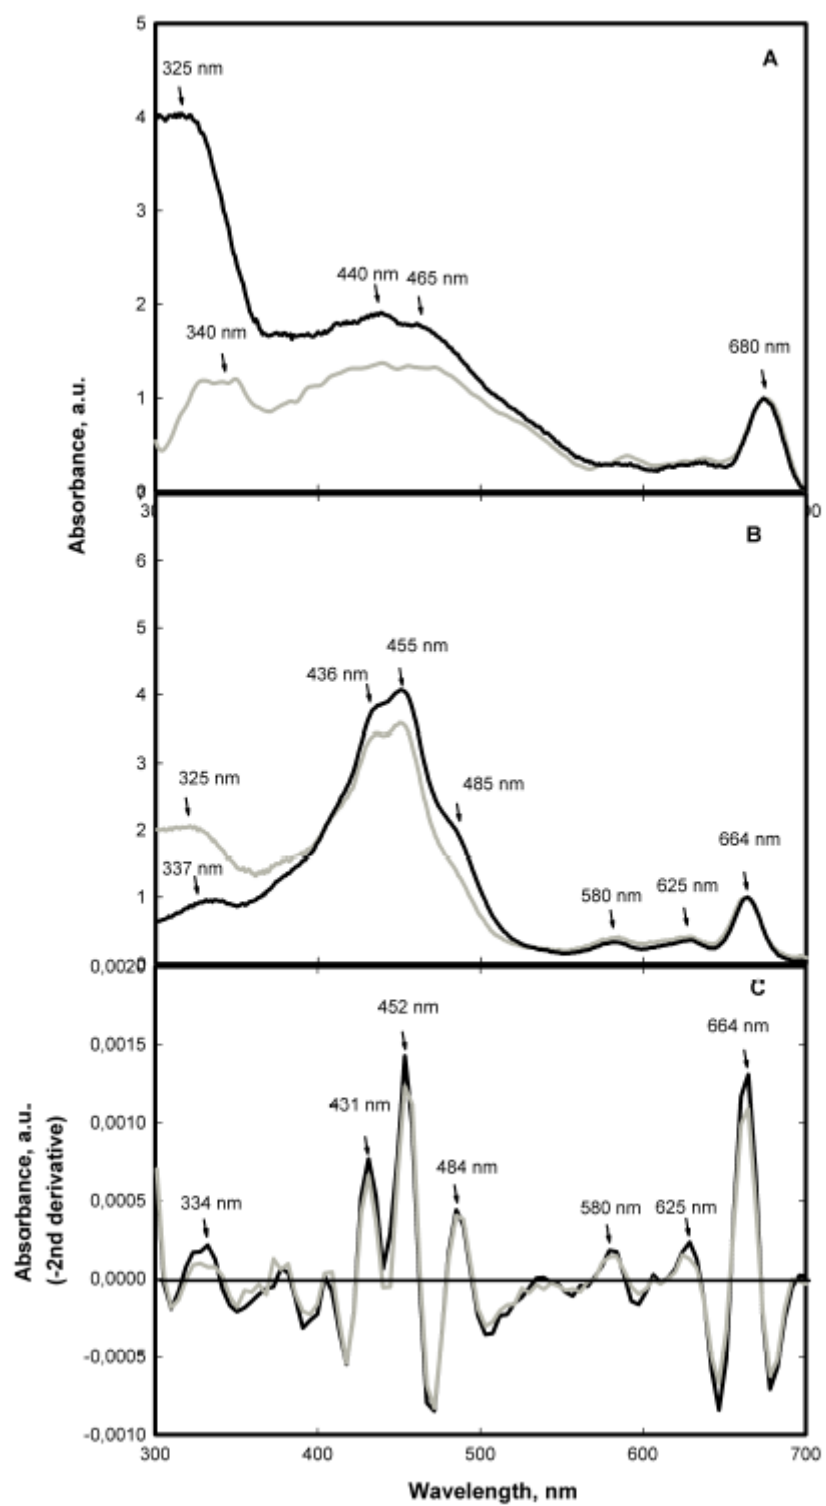 5
A
325 nm
4
3
440 nm 465 nm
2
340 nm
680 nm
1
Absorbance, a.u.
B
6
5
455 nm
436 nm
4
3
325 nm
485 nm
2
337 nm
664 nm
580 nm 625 nm
1
0,0020
C
452 nm
664 nm
0,0015
431 nm
0,0010
484 nm
334 nm
580 nm 625 nm
0,0005
0,0000
-0,0005
-0,0010
Absorbance, a.u.
(-2nd derivative)
300 400 500 600 700
Wavelength, nm